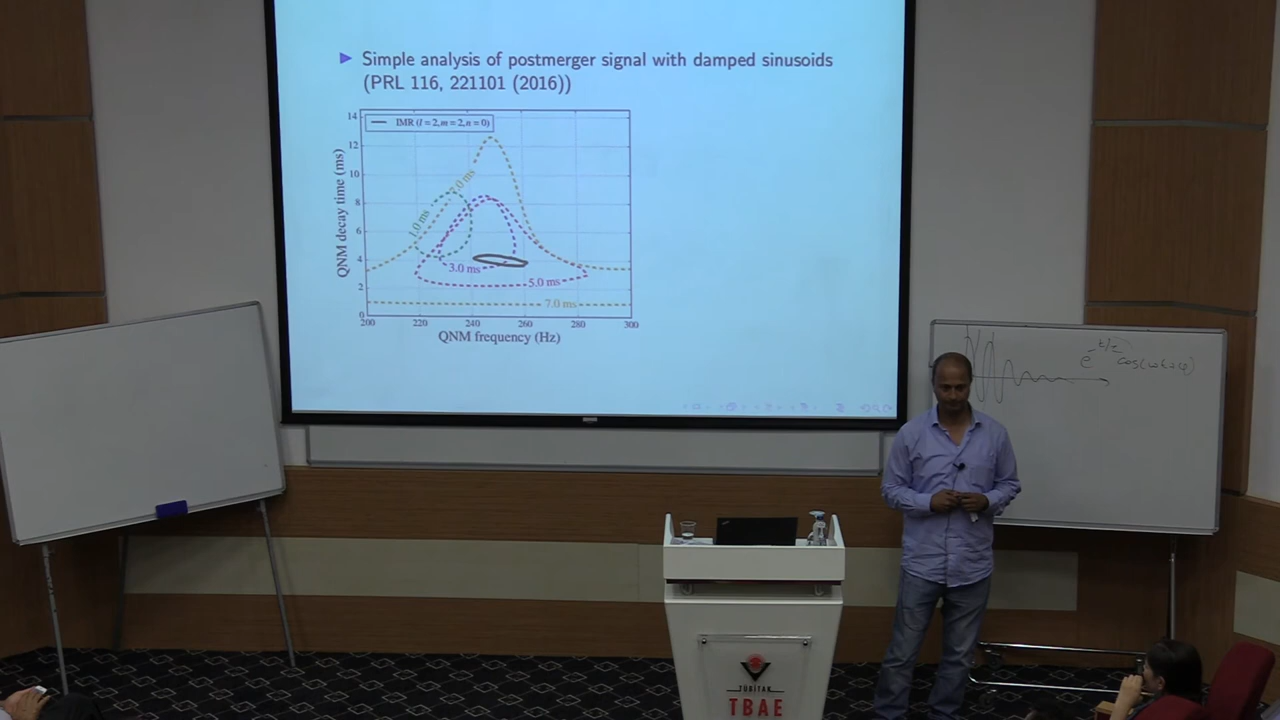 ▶ Simple analysis of postmerger signal with damped sinusoids
(PRL 116, 221101 (2016))
IMR (l = 2, m = 2, n = 0)
QNM decay time (ms)
14
12
10
8
6
4
2
0
7.0 ms
1.0 ms
3.0 ms
5.0 ms
7.0 ms
200 220 240 260 280 300
QNM frequency (Hz)
e^{-t/τ} cos(ωt+φ)
TÜBİTAK
TBAE